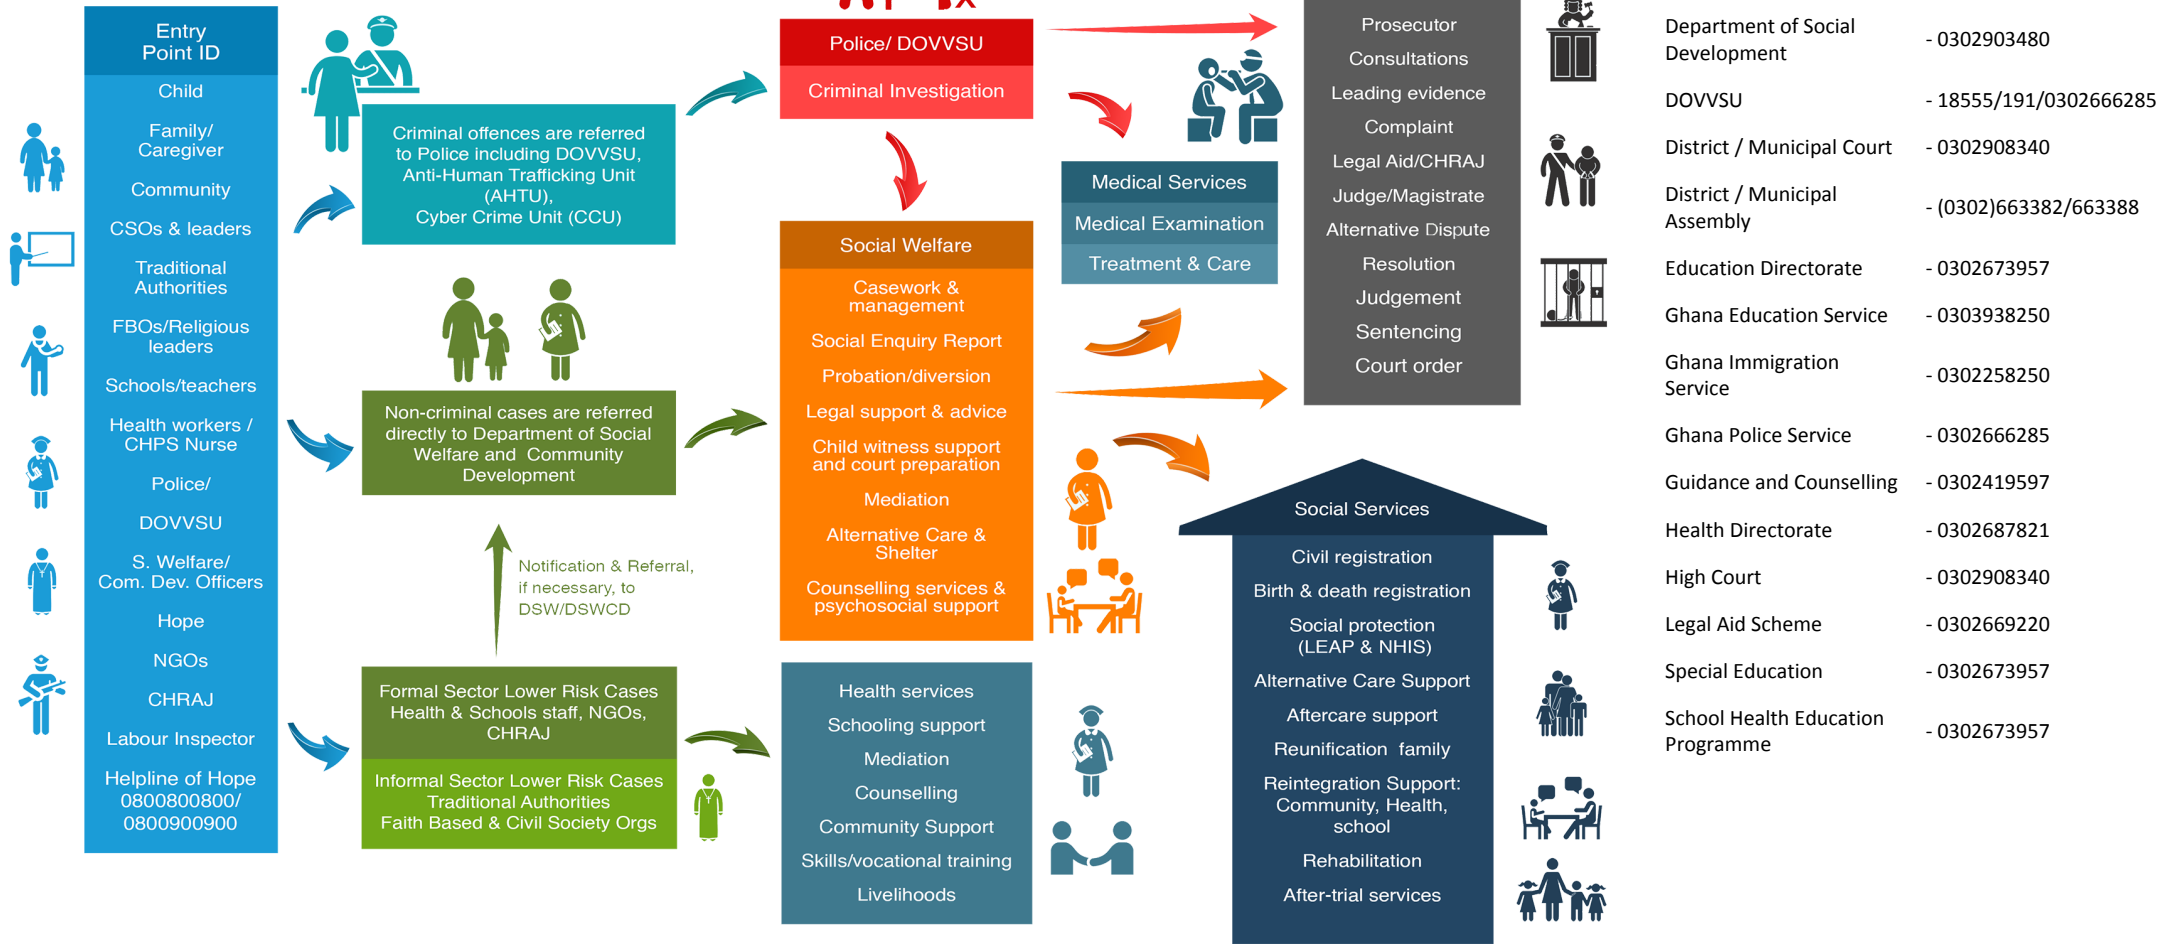 Entry
Point ID
Child
Family/
Caregiver
Community
CSOs & leaders
Traditional
Authorities
FBOs/Religious
leaders
Schools/teachers
Health workers /
CHPS Nurse
Police/
DOVVSU
S. Welfare/
Com. Dev. Officers
Hope
NGOs
CHRAJ
Labour Inspector
Helpline of Hope
0800800800/
0800900900
Criminal offences are referred
to Police including DOVVSU,
Anti-Human Trafficking Unit
(AHTU),
Cyber Crime Unit (CCU)
Non-criminal cases are referred
directly to Department of Social
Welfare and Community
Development
Notification & Referral,
if necessary, to
DSW/DSWCD
Formal Sector Lower Risk Cases
Health & Schools staff, NGOs,
CHRAJ
Informal Sector Lower Risk Cases
Traditional Authorities
Faith Based & Civil Society Orgs
Police/ DOVVSU
Criminal Investigation
Social Welfare
Casework &
management
Social Enquiry Report
Probation/diversion
Legal support & advice
Child witness support
and court preparation
Mediation
Alternative Care &
Shelter
Counselling services &
psychosocial support
Health services
Schooling support
Mediation
Counselling
Community Support
Skills/vocational training
Livelihoods
Medical Services
Medical Examination
Treatment & Care
Prosecutor
Consultations
Leading evidence
Complaint
Legal Aid/CHRAJ
Judge/Magistrate
Alternative Dispute
Resolution
Judgement
Sentencing
Court order
Social Services
Civil registration
Birth & death registration
Social protection
(LEAP & NHIS)
Alternative Care Support
Aftercare support
Reunification family
Reintegration Support:
Community, Health,
school
Rehabilitation
After-trial services
Department of Social
Development - 0302903480
DOVVSU - 18555/191/0302666285
District / Municipal Court - 0302908340
District / Municipal
Assembly - (0302)663382/663388
Education Directorate - 0302673957
Ghana Education Service - 0303938250
Ghana Immigration
Service - 0302258250
Ghana Police Service - 0302666285
Guidance and Counselling - 0302419597
Health Directorate - 0302687821
High Court - 0302908340
Legal Aid Scheme - 0302669220
Special Education - 0302673957
School Health Education
Programme - 0302673957